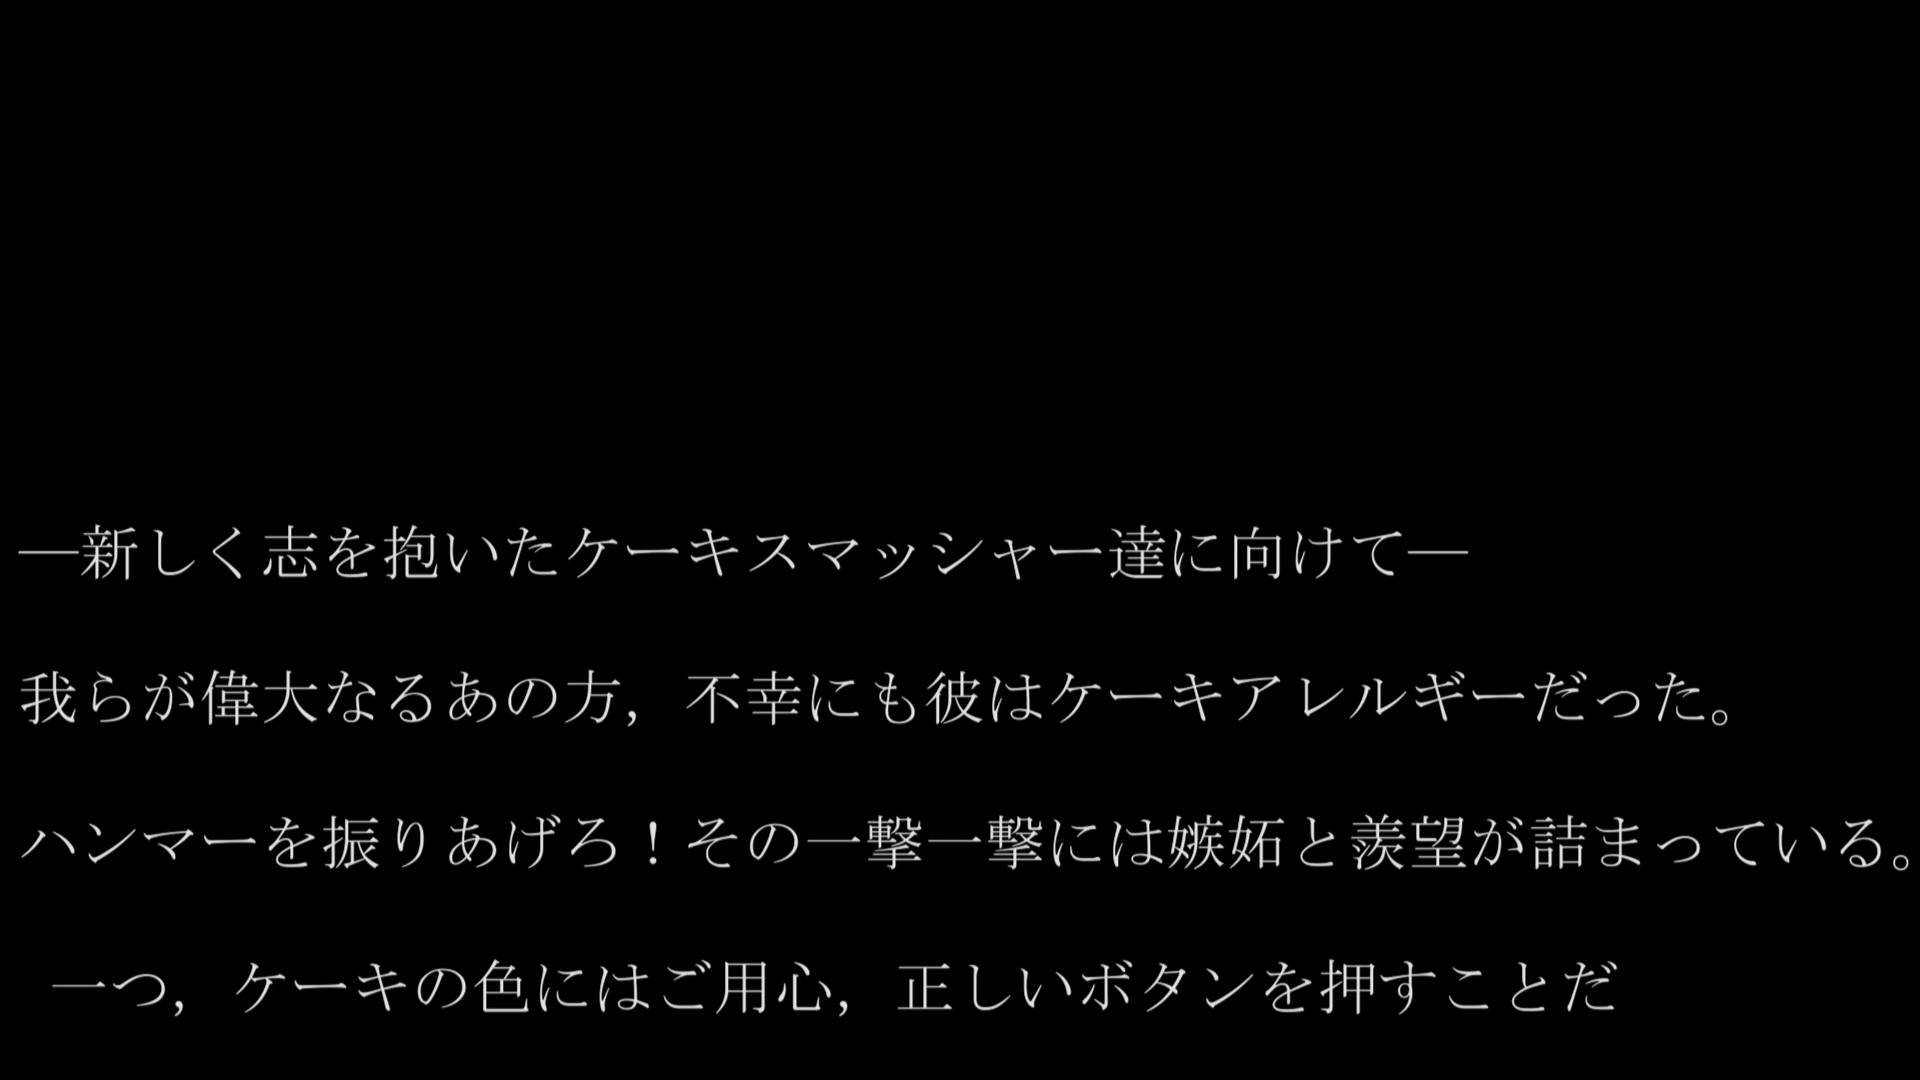 ―新しく志を抱いたケーキスマッシャー達に向けて―
我らが偉大なるあの方，不幸にも彼はケーキアレルギーだった。
ハンマーを振りあげろ！その一撃一撃には嫉妬と羨望が詰まっている。
一つ，ケーキの色にはご用心，正しいボタンを押すことだ